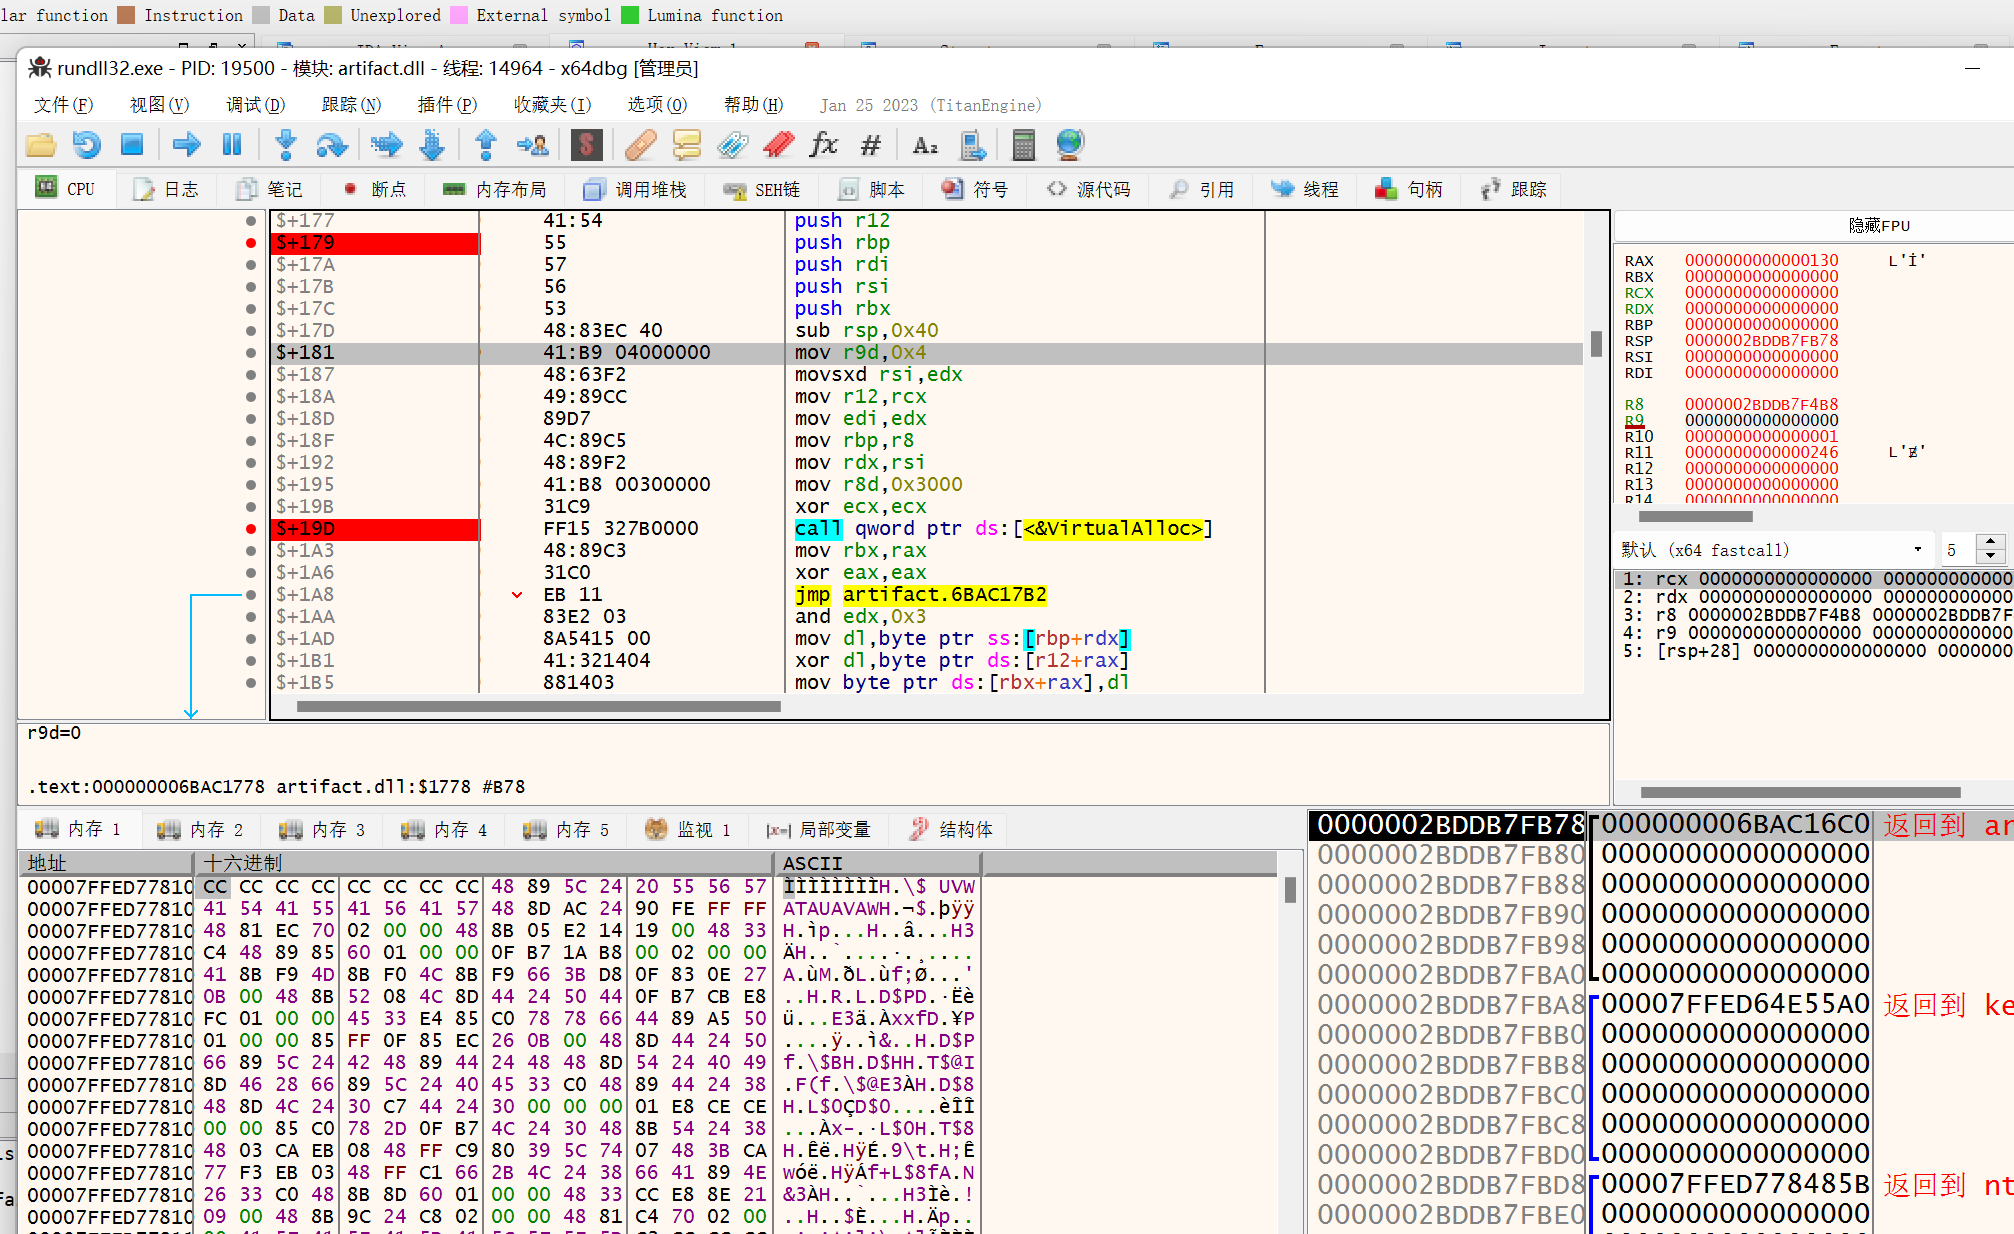 lar function Instruction Data Unexplored External symbol Lumina function
rundll32.exe - PID: 19500 - 模块: artifact.dll - 线程: 14964 - x64dbg [管理员]
文件(F) 视图(V) 调试(D) 跟踪(N) 插件(P) 收藏夹(I) 选项(O) 帮助(H) Jan 25 2023 (TitanEngine)
CPU 日志 笔记 断点 内存布局 调用堆栈 SEH链 脚本 符号 源代码 引用 线程 句柄 跟踪
$+177 41:54 push r12
$+179 55 push rbp
$+17A 57 push rdi
$+17B 56 push rsi
$+17C 53 push rbx
$+17D 48:83EC 40 sub rsp,0x40
$+181 41:B9 04000000 mov r9d,0x4
$+187 48:63F2 movsxd rsi,edx
$+18A 49:89CC mov r12,rcx
$+18D 89D7 mov edi,edx
$+18F 4C:89C5 mov rbp,r8
$+192 48:89F2 mov rdx,rsi
$+195 41:B8 00300000 mov r8d,0x3000
$+19B 31C9 xor ecx,ecx
$+19D FF15 327B0000 call qword ptr ds:[<&VirtualAlloc>]
$+1A3 48:89C3 mov rbx,rax
$+1A6 31C0 xor eax,eax
$+1A8 EB 11 jmp artifact.6BAC17B2
$+1AA 83E2 03 and edx,0x3
$+1AD 8A5415 00 mov dl,byte ptr ss:[rbp+rdx]
$+1B1 41:321404 xor dl,byte ptr ds:[r12+rax]
$+1B5 881403 mov byte ptr ds:[rbx+rax],dl
隐藏FPU
RAX 0000000000000130 L'İ'
RBX 0000000000000000
RCX 0000000000000000
RDX 0000000000000000
RBP 0000000000000000
RSP 0000002BDDB7FB78
RSI 0000000000000000
RDI 0000000000000000
R8 0000002BDDB7F4B8
R9 0000000000000000
R10 0000000000000001
R11 0000000000000246 L'Ɇ'
R12 0000000000000000
R13 0000000000000000
R14 0000000000000000
默认 (x64 fastcall) 5
1: rcx 0000000000000000 000000000000
2: rdx 0000000000000000 000000000000
3: r8 0000002BDDB7F4B8 0000002BDDB7F
4: r9 0000000000000000 0000000000000
5: [rsp+28] 0000000000000000 0000000
r9d=0
.text:000000006BAC1778 artifact.dll:$1778 #B78
内存 1 内存 2 内存 3 内存 4 内存 5 监视 1 局部变量 结构体
地址 十六进制 ASCII
00007FFED77810 CC CC CC CC CC CC CC CC 48 89 5C 24 20 55 56 57 ÌÌÌÌÌÌÌÌH.\$ UVW
00007FFED77810 41 54 41 55 41 56 41 57 48 8D AC 24 90 FE FF FF ATAUAVAWH.¬$.þÿÿ
00007FFED77810 48 81 EC 70 02 00 00 48 8B 05 E2 14 19 00 48 33 H.ìp...H..â...H3
00007FFED77810 C4 48 89 85 60 01 00 00 0F B7 1A B8 00 02 00 00 ÄH..`....·.¸....
00007FFED77810 41 8B F9 4D 8B F0 4C 8B F9 66 3B D8 0F 83 0E 27 A.ùM.ðL.ùf;Ø...'
00007FFED77810 0B 00 48 8B 52 08 4C 8D 44 24 50 44 0F B7 CB E8 ..H.R.L.D$PD.·Ëè
00007FFED77810 FC 01 00 00 45 33 E4 85 C0 78 78 66 44 89 A5 50 ü...E3ä.ÀxxfD.¥P
00007FFED77810 01 00 00 85 FF 0F 85 EC 26 0B 00 48 8D 44 24 50 ....ÿ..ì&..H.D$P
00007FFED77810 66 89 5C 24 42 48 89 44 24 48 48 8D 54 24 40 49 f.\$BH.D$HH.T$@I
00007FFED77810 8D 46 28 66 89 5C 24 40 45 33 C0 48 89 44 24 38 .F(f.\$@E3ÀH.D$8
00007FFED77810 48 8D 4C 24 30 C7 44 24 30 00 00 00 01 E8 CE CE H.L$0ÇD$0....èÎÎ
00007FFED77810 00 00 85 C0 78 2D 0F B7 4C 24 30 48 8B 54 24 38 ...Àx-.·L$0H.T$8
00007FFED77810 48 03 CA EB 08 48 FF C9 80 39 5C 74 07 48 3B CA H.Êë.HÿÉ.9\t.H;Ê
00007FFED77810 77 F3 EB 03 48 FF C1 66 2B 4C 24 38 66 41 89 4E wóë.HÿÁf+L$8fA.N
00007FFED77810 26 33 C0 48 8B 8D 60 01 00 00 48 33 CC E8 8E 21 &3ÀH..`...H3Ìè.!
00007FFED77810 09 00 48 8B 9C 24 C8 02 00 00 48 81 C4 70 02 00 ..H..$È...H.Äp..
0000002BDDB7FB78 000000006BAC16C0 返回到 ar
0000002BDDB7FB80 0000000000000000
0000002BDDB7FB88 0000000000000000
0000002BDDB7FB90 0000000000000000
0000002BDDB7FB98 0000000000000000
0000002BDDB7FBA0 0000000000000000
0000002BDDB7FBA8 00007FFED64E55A0 返回到 ke
0000002BDDB7FBB0 0000000000000000
0000002BDDB7FBB8 0000000000000000
0000002BDDB7FBC0 0000000000000000
0000002BDDB7FBC8 0000000000000000
0000002BDDB7FBD0 0000000000000000
0000002BDDB7FBD8 00007FFED778485B 返回到 nt
0000002BDDB7FBE0 0000000000000000